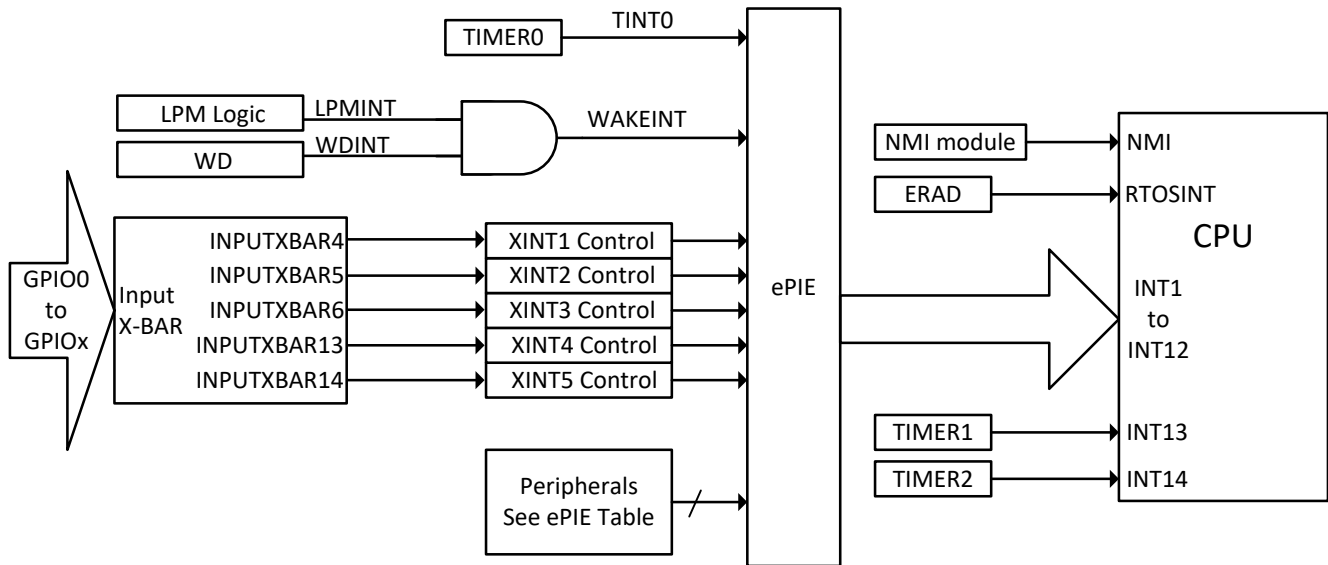 TINT0
TIMER0
LPM Logic
LPMINT
WAKEINT
WD
WDINT
GPIO0
to
GPIOx
Input
X-BAR
INPUTXBAR4
INPUTXBAR5
INPUTXBAR6
INPUTXBAR13
INPUTXBAR14
XINT1 Control
XINT2 Control
XINT3 Control
XINT4 Control
XINT5 Control
Peripherals
See ePIE Table
ePIE
NMI module
NMI
ERAD
RTOSINT
CPU
INT1
to
INT12
TIMER1
INT13
TIMER2
INT14